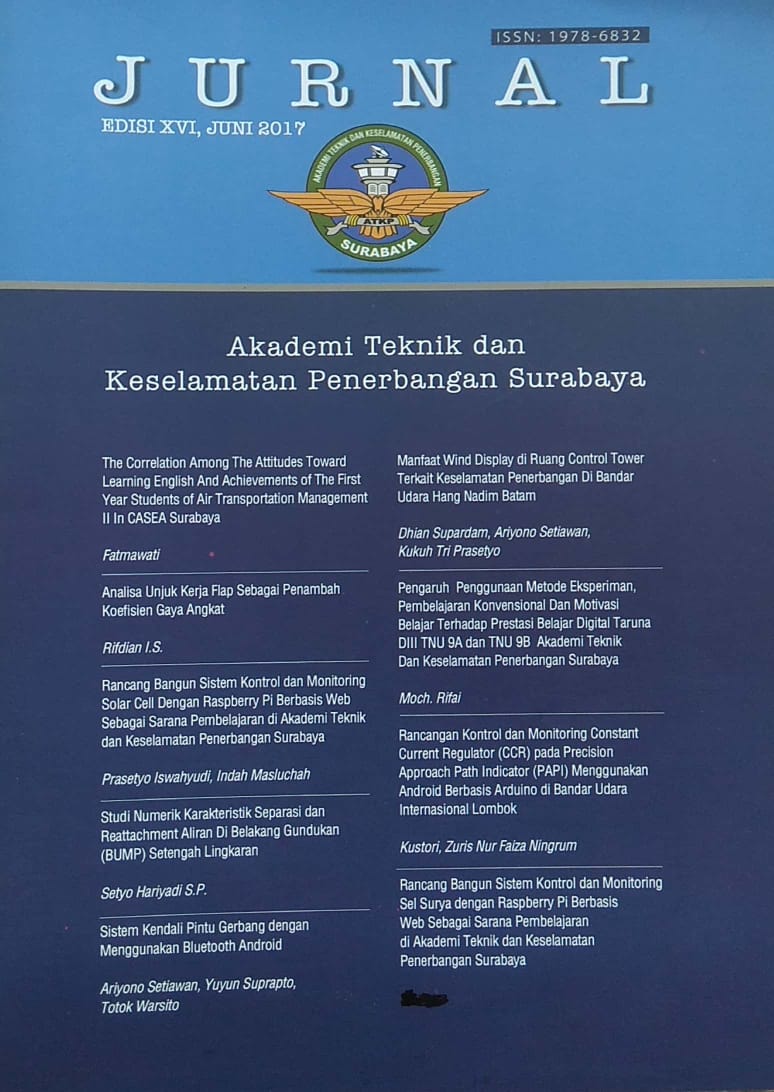 ISSN: 1978-6832
JURNAL
EDISI XVI, JUNI 2017
AKADEMI TEKNIK DAN KESELAMATAN PENERBANGAN
ATKP
SURABAYA
Akademi Teknik dan
Keselamatan Penerbangan Surabaya
The Correlation Among The Attitudes Toward
Learning English And Achievements of The First
Year Students of Air Transportation Management
II In CASEA Surabaya
Fatmawati
Analisa Unjuk Kerja Flap Sebagai Penambah
Koefisien Gaya Angkat
Rifdian I.S.
Rancang Bangun Sistem Kontrol dan Monitoring
Solar Cell Dengan Raspberry Pi Berbasis Web
Sebagai Sarana Pembelajaran di Akademi Teknik
dan Keselamatan Penerbangan Surabaya
Prasetyo Iswahyudi, Indah Masluchah
Studi Numerik Karakteristik Separasi dan
Reattachment Aliran Di Belakang Gundukan
(BUMP) Setengah Lingkaran
Setyo Hariyadi S.P.
Sistem Kendali Pintu Gerbang dengan
Menggunakan Bluetooth Android
Ariyono Setiawan, Yuyun Suprapto,
Totok Warsito
Manfaat Wind Display di Ruang Control Tower
Terkait Keselamatan Penerbangan Di Bandar
Udara Hang Nadim Batam
Dhian Supardam, Ariyono Setiawan,
Kukuh Tri Prasetyo
Pengaruh Penggunaan Metode Eksperiman,
Pembelajaran Konvensional Dan Motivasi
Belajar Terhadap Prestasi Belajar Digital Taruna
DIII TNU 9A dan TNU 9B Akademi Teknik
Dan Keselamatan Penerbangan Surabaya
Moch. Rifai
Rancangan Kontrol dan Monitoring Constant
Current Regulator (CCR) pada Precision
Approach Path Indicator (PAPI) Menggunakan
Android Berbasis Arduino di Bandar Udara
Internasional Lombok
Kustori, Zuris Nur Faiza Ningrum
Rancang Bangun Sistem Kontrol dan Monitoring
Sel Surya dengan Raspberry Pi Berbasis
Web Sebagai Sarana Pembelajaran
di Akademi Teknik dan Keselamatan
Penerbangan Surabaya